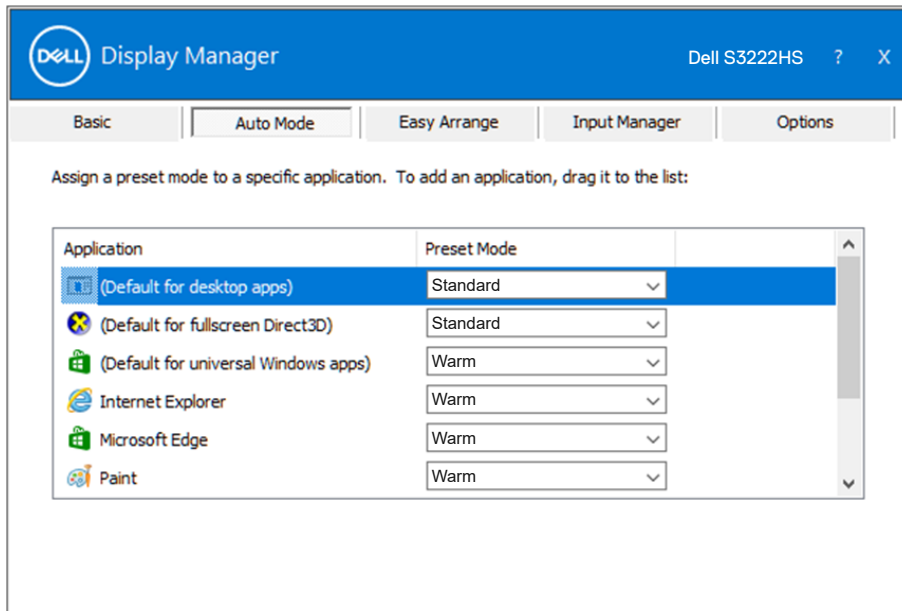 DELL Display Manager Dell S3222HS ? X
Basic Auto Mode Easy Arrange Input Manager Options
Assign a preset mode to a specific application. To add an application, drag it to the list:
Application Preset Mode
(Default for desktop apps) Standard
(Default for fullscreen Direct3D) Standard
(Default for universal Windows apps) Warm
Internet Explorer Warm
Microsoft Edge Warm
Paint Warm